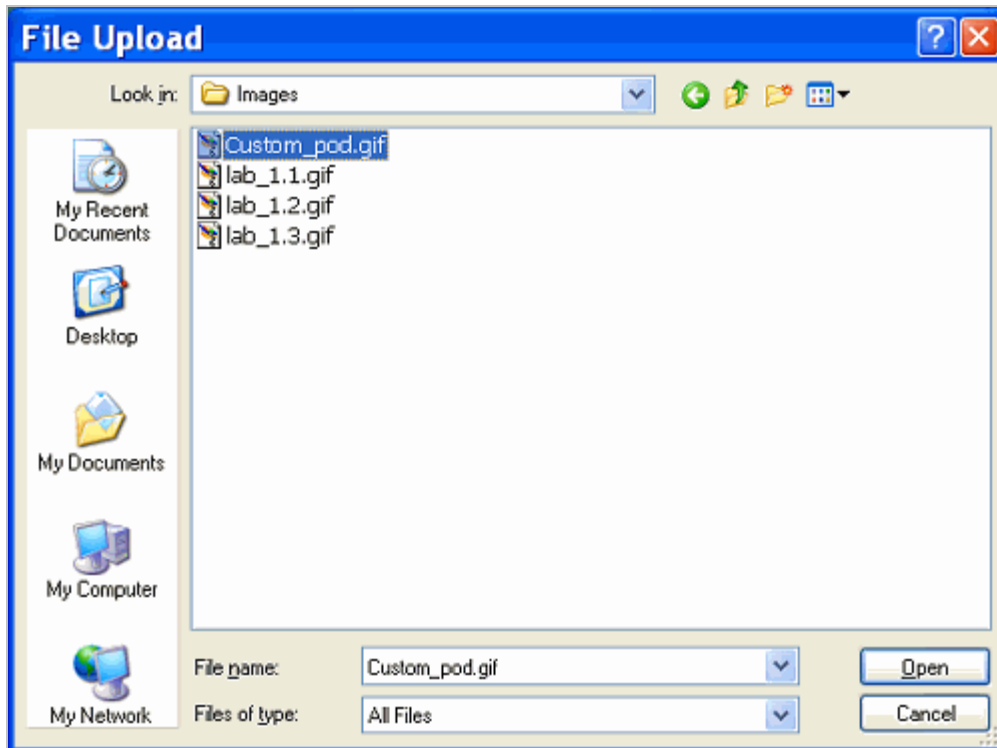 File Upload
Look in:
Images
Custom_pod.gif
lab_1.1.gif
lab_1.2.gif
lab_1.3.gif
My Recent
Documents
Desktop
My Documents
My Computer
My Network
File name:
Custom_pod.gif
Open
Files of type:
All Files
Cancel